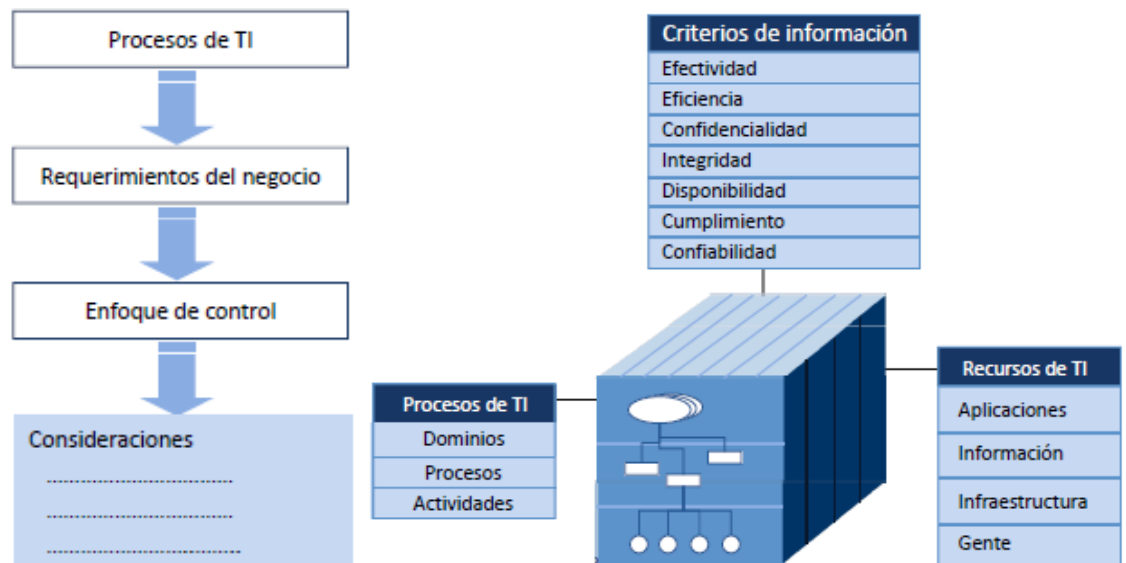 Procesos de TI
Requerimientos del negocio
Enfoque de control
Consideraciones
Criterios de información
Efectividad
Eficiencia
Confidencialidad
Integridad
Disponibilidad
Cumplimiento
Confiabilidad
Procesos de TI
Dominios
Procesos
Actividades
Recursos de TI
Aplicaciones
Información
Infraestructura
Gente